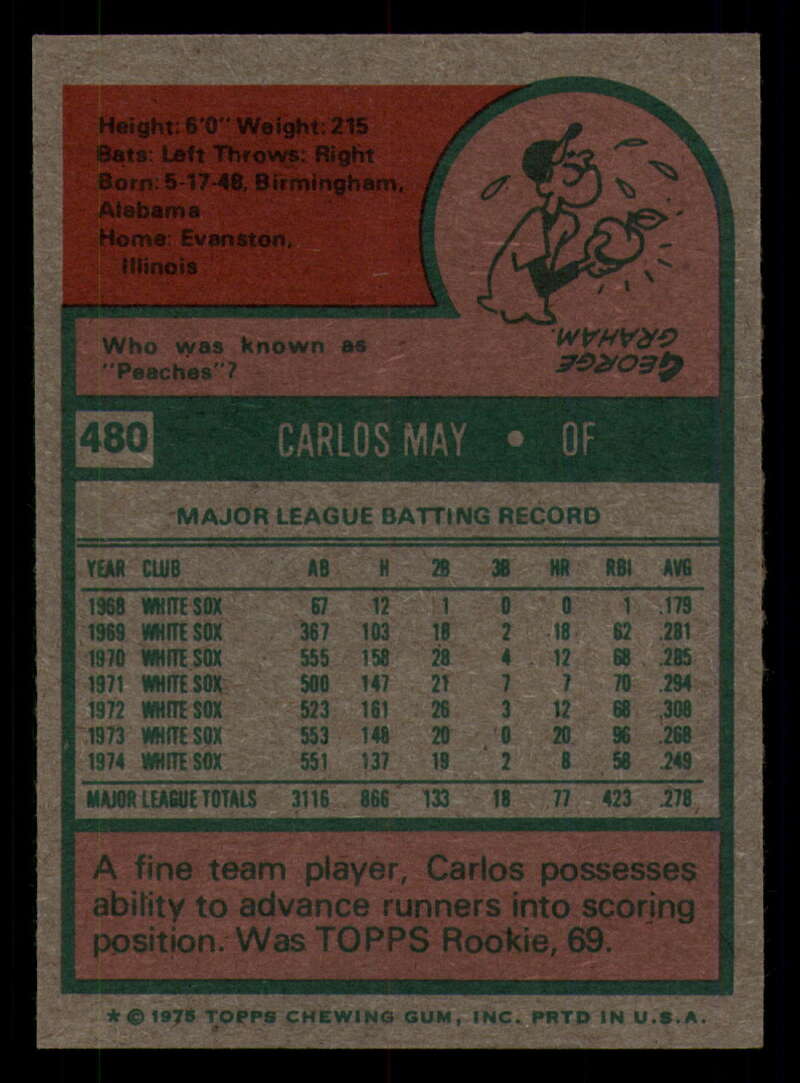 Height: 6'0" Weight: 215
Bats: Left Throws: Right
Born: 5-17-48, Birmingham,
Alabama
Home: Evanston,
Illinois
Who was known as
"Peaches"?
GEORGE
GRAHAM.
480 CARLOS MAY • OF
MAJOR LEAGUE BATTING RECORD
YEAR CLUB AB H 2B 3B HR RBI AVG
1968 WHITE SOX 67 12 1 0 0 1 .179
1969 WHITE SOX 367 103 18 2 18 62 .281
1970 WHITE SOX 555 158 28 4 12 68 .285
1971 WHITE SOX 500 147 21 7 7 70 .294
1972 WHITE SOX 523 161 26 3 12 68 .308
1973 WHITE SOX 553 148 20 0 20 96 .268
1974 WHITE SOX 551 137 19 2 8 58 .249
MAJOR LEAGUE TOTALS 3116 866 133 18 77 423 .278
A fine team player, Carlos possesses
ability to advance runners into scoring
position. Was TOPPS Rookie, 69.
* © 1975 TOPPS CHEWING GUM, INC. PRTD IN U.S.A.